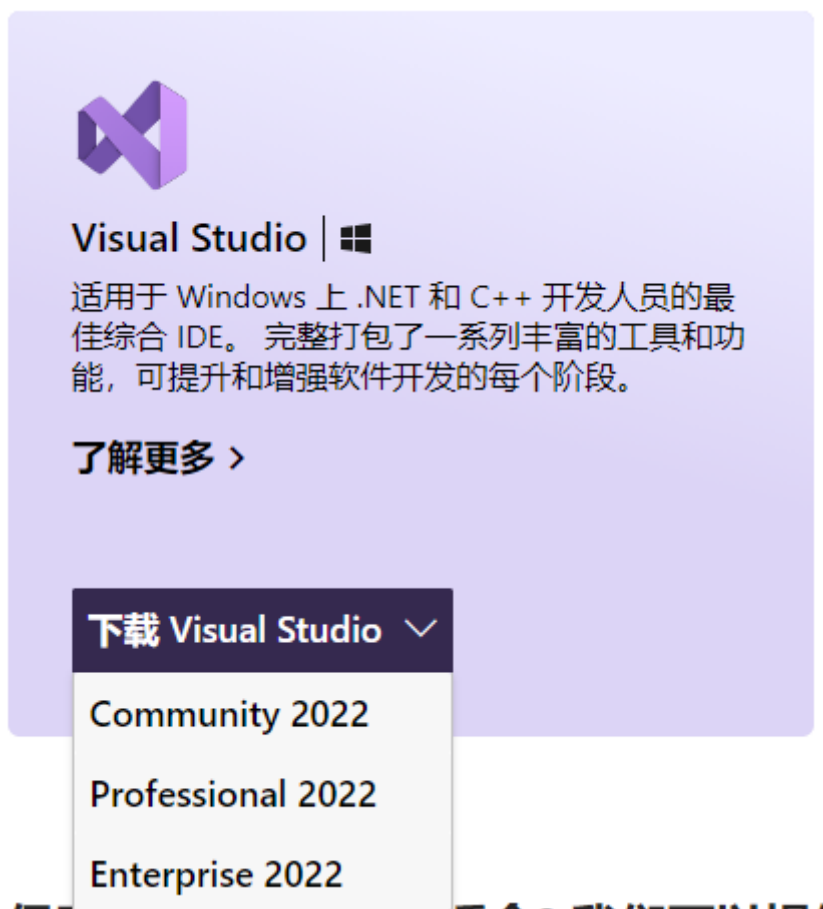 Visual Studio
适用于 Windows 上 .NET 和 C++ 开发人员的最
佳综合 IDE。 完整打包了一系列丰富的工具和功
能，可提升和增强软件开发的每个阶段。
了解更多
下载 Visual Studio
Community 2022
Professional 2022
Enterprise 2022